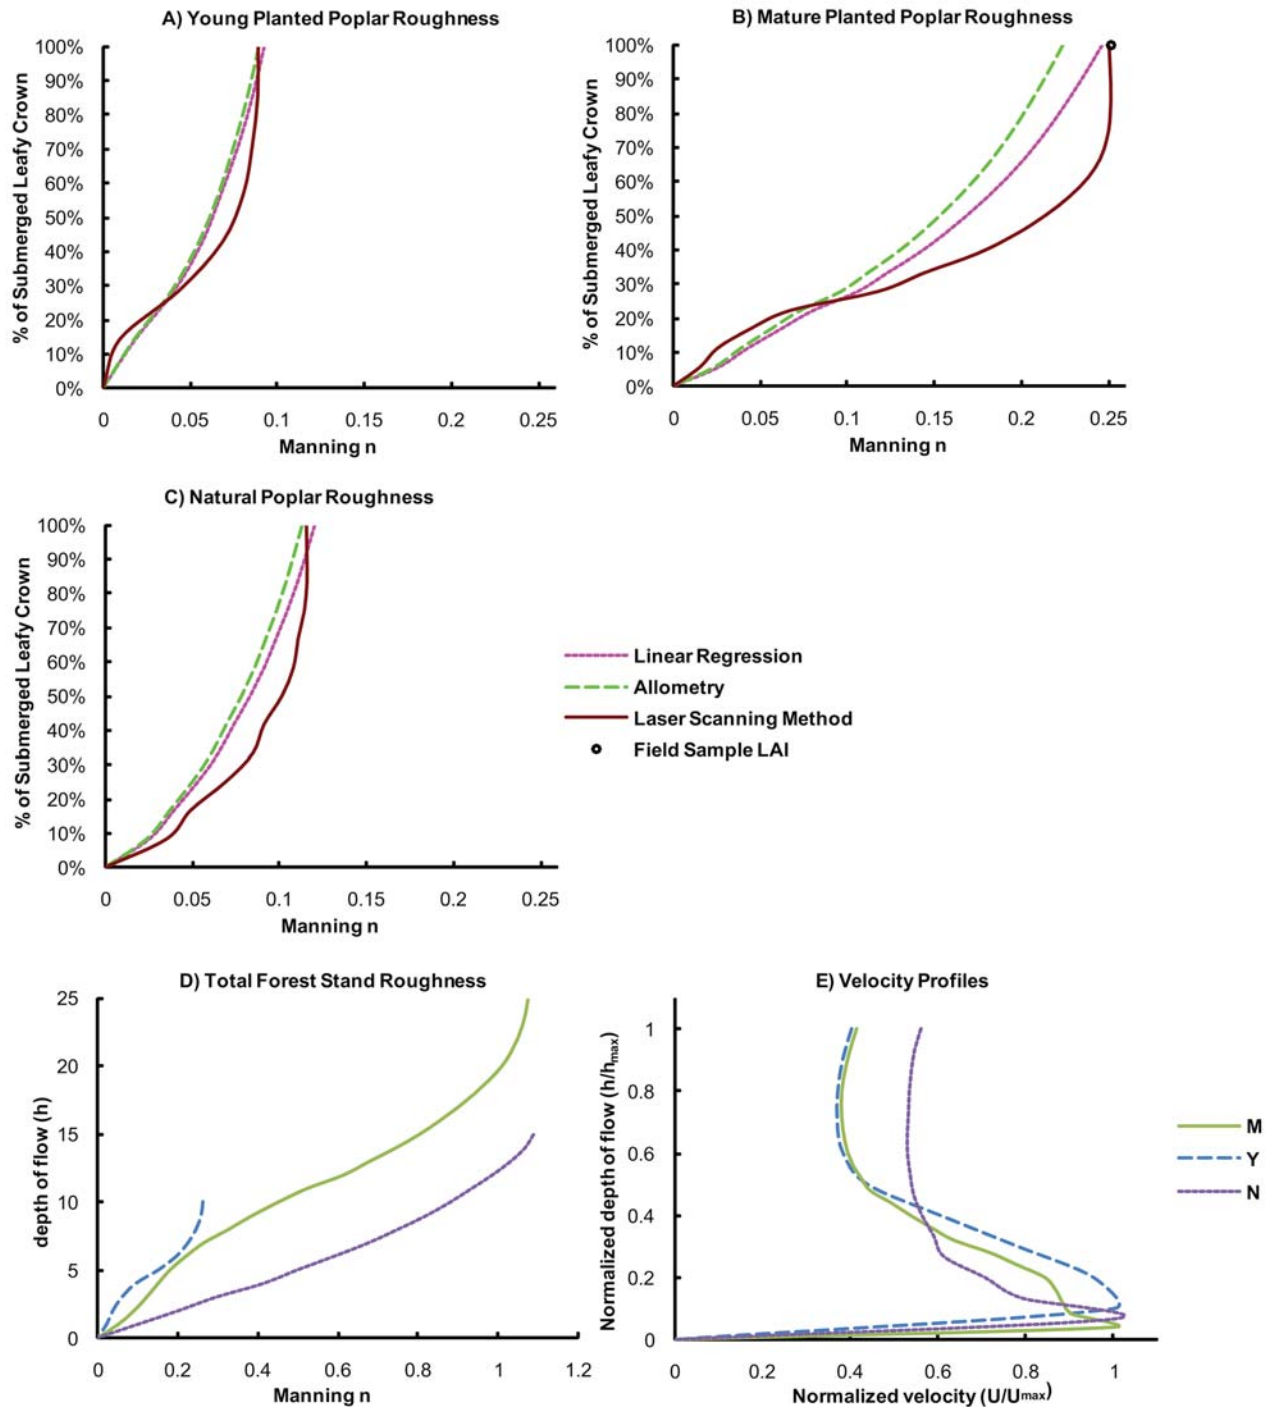 A) Young Planted Poplar Roughness
% of Submerged Leafy Crown
100%
90%
80%
70%
60%
50%
40%
30%
20%
10%
0%
0 0.05 0.1 0.15 0.2 0.25
Manning n
B) Mature Planted Poplar Roughness
% of Submerged Leafy Crown
100%
90%
80%
70%
60%
50%
40%
30%
20%
10%
0%
0 0.05 0.1 0.15 0.2 0.25
Manning n
C) Natural Poplar Roughness
% of Submerged Leafy Crown
100%
90%
80%
70%
60%
50%
40%
30%
20%
10%
0%
0 0.05 0.1 0.15 0.2 0.25
Manning n
Linear Regression
Allometry
Laser Scanning Method
Field Sample LAI
D) Total Forest Stand Roughness
depth of flow (h)
25
20
15
10
5
0
0 0.2 0.4 0.6 0.8 1 1.2
Manning n
E) Velocity Profiles
Normalized depth of flow (h/hmax)
1
0.8
0.6
0.4
0.2
0
0 0.2 0.4 0.6 0.8 1
Normalized velocity (U/Umax)
M
Y
N